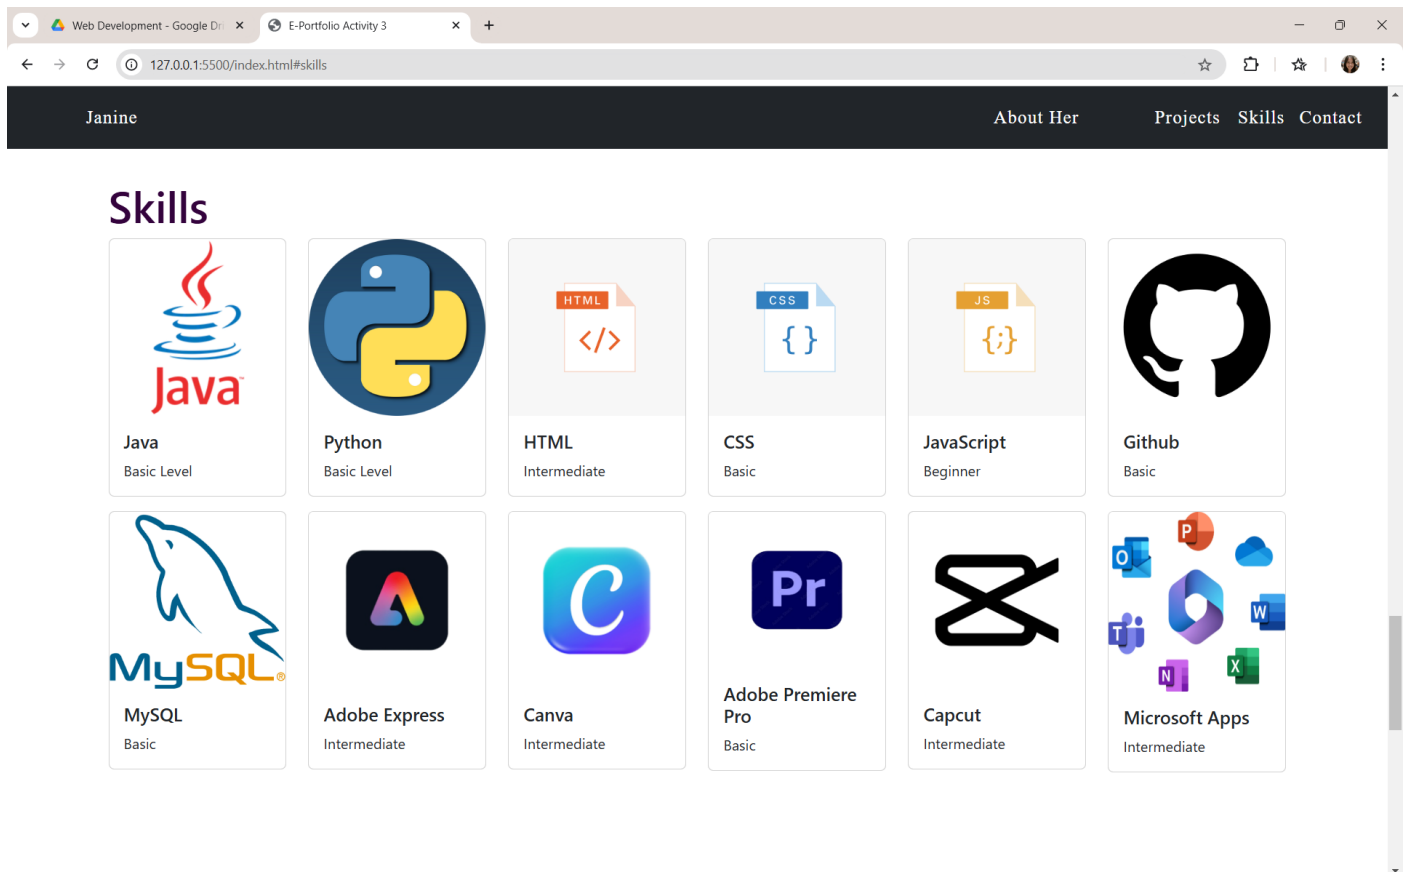 Web Development - Google Dri
E-Portfolio Activity 3
127.0.0.1:5500/index.html#skills
Janine
About Her
Projects
Skills
Contact
Skills
Java
HTML
</>
CSS
{ }
JS
{;}
Java
Basic Level
Python
Basic Level
HTML
Intermediate
CSS
Basic
JavaScript
Beginner
Github
Basic
MySQL
C
Pr
P
O
W
T
N
X
MySQL
Basic
Adobe Express
Intermediate
Canva
Intermediate
Adobe Premiere
Pro
Basic
Capcut
Intermediate
Microsoft Apps
Intermediate